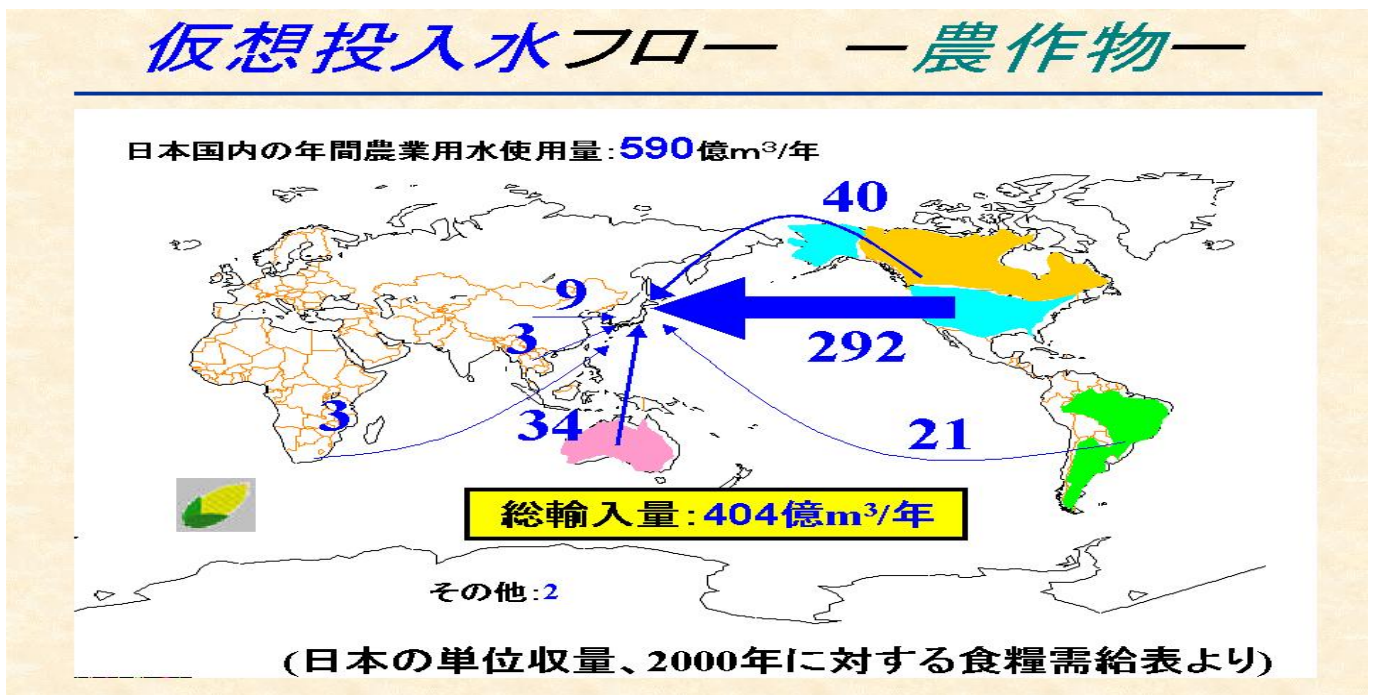 仮想投入水フロー －農作物－
日本国内の年間農業用水使用量:590億m³/年
40
9
292
3
3
34
21
総輸入量:404億m³/年
その他:2
(日本の単位収量、2000年に対する食糧需給表より)